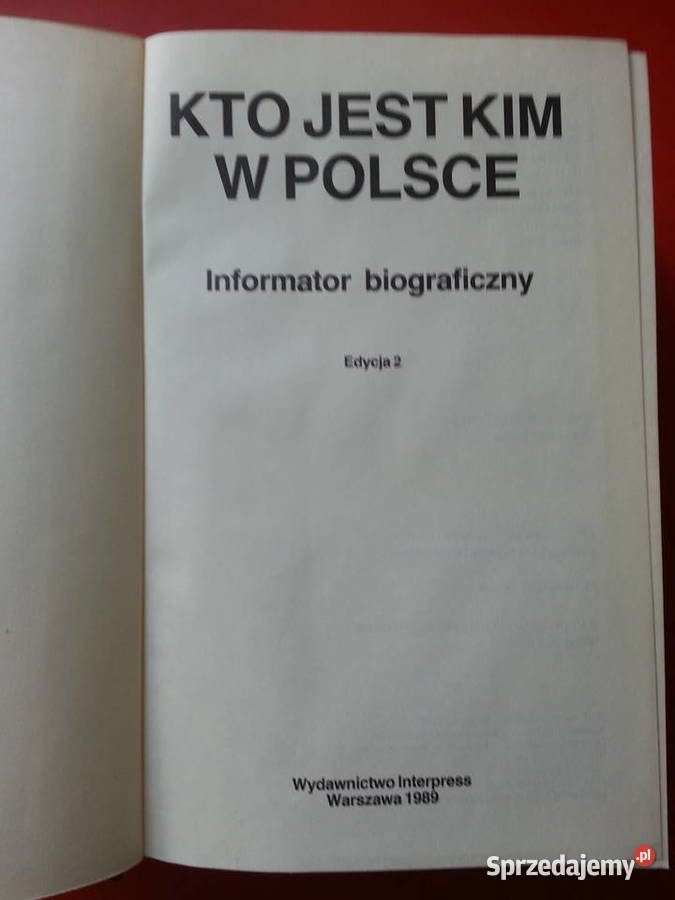 KTO JEST KIM
W POLSCE
Informator biograficzny
Edycja 2
Wydawnictwo Interpress
Warszawa 1989
Sprzedajemy.pl